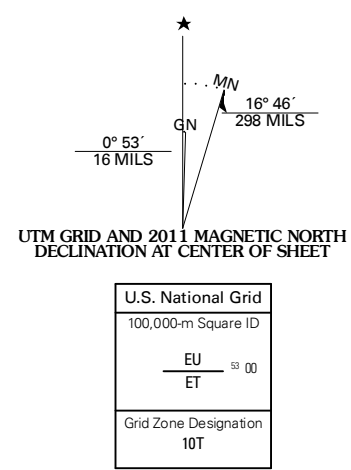 ★
MN
16° 46´
GN
298 MILS
0° 53´
16 MILS
UTM GRID AND 2011 MAGNETIC NORTH
DECLINATION AT CENTER OF SHEET
U.S. National Grid
100,000-m Square ID
EU
53 00
ET
Grid Zone Designation
10T